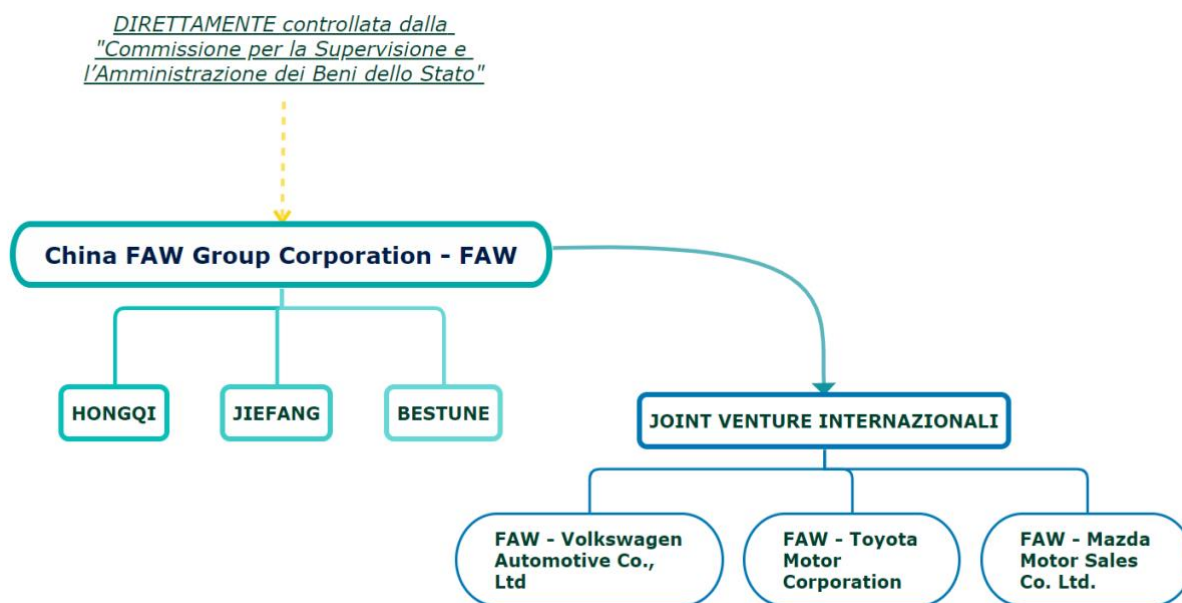 DIRETTAMENTE controllata dalla
"Commissione per la Supervisione e
l’Amministrazione dei Beni dello Stato"
China FAW Group Corporation - FAW
HONGQI
JIEFANG
BESTUNE
JOINT VENTURE INTERNAZIONALI
FAW - Volkswagen
Automotive Co.,
Ltd
FAW - Toyota
Motor
Corporation
FAW - Mazda
Motor Sales
Co. Ltd.